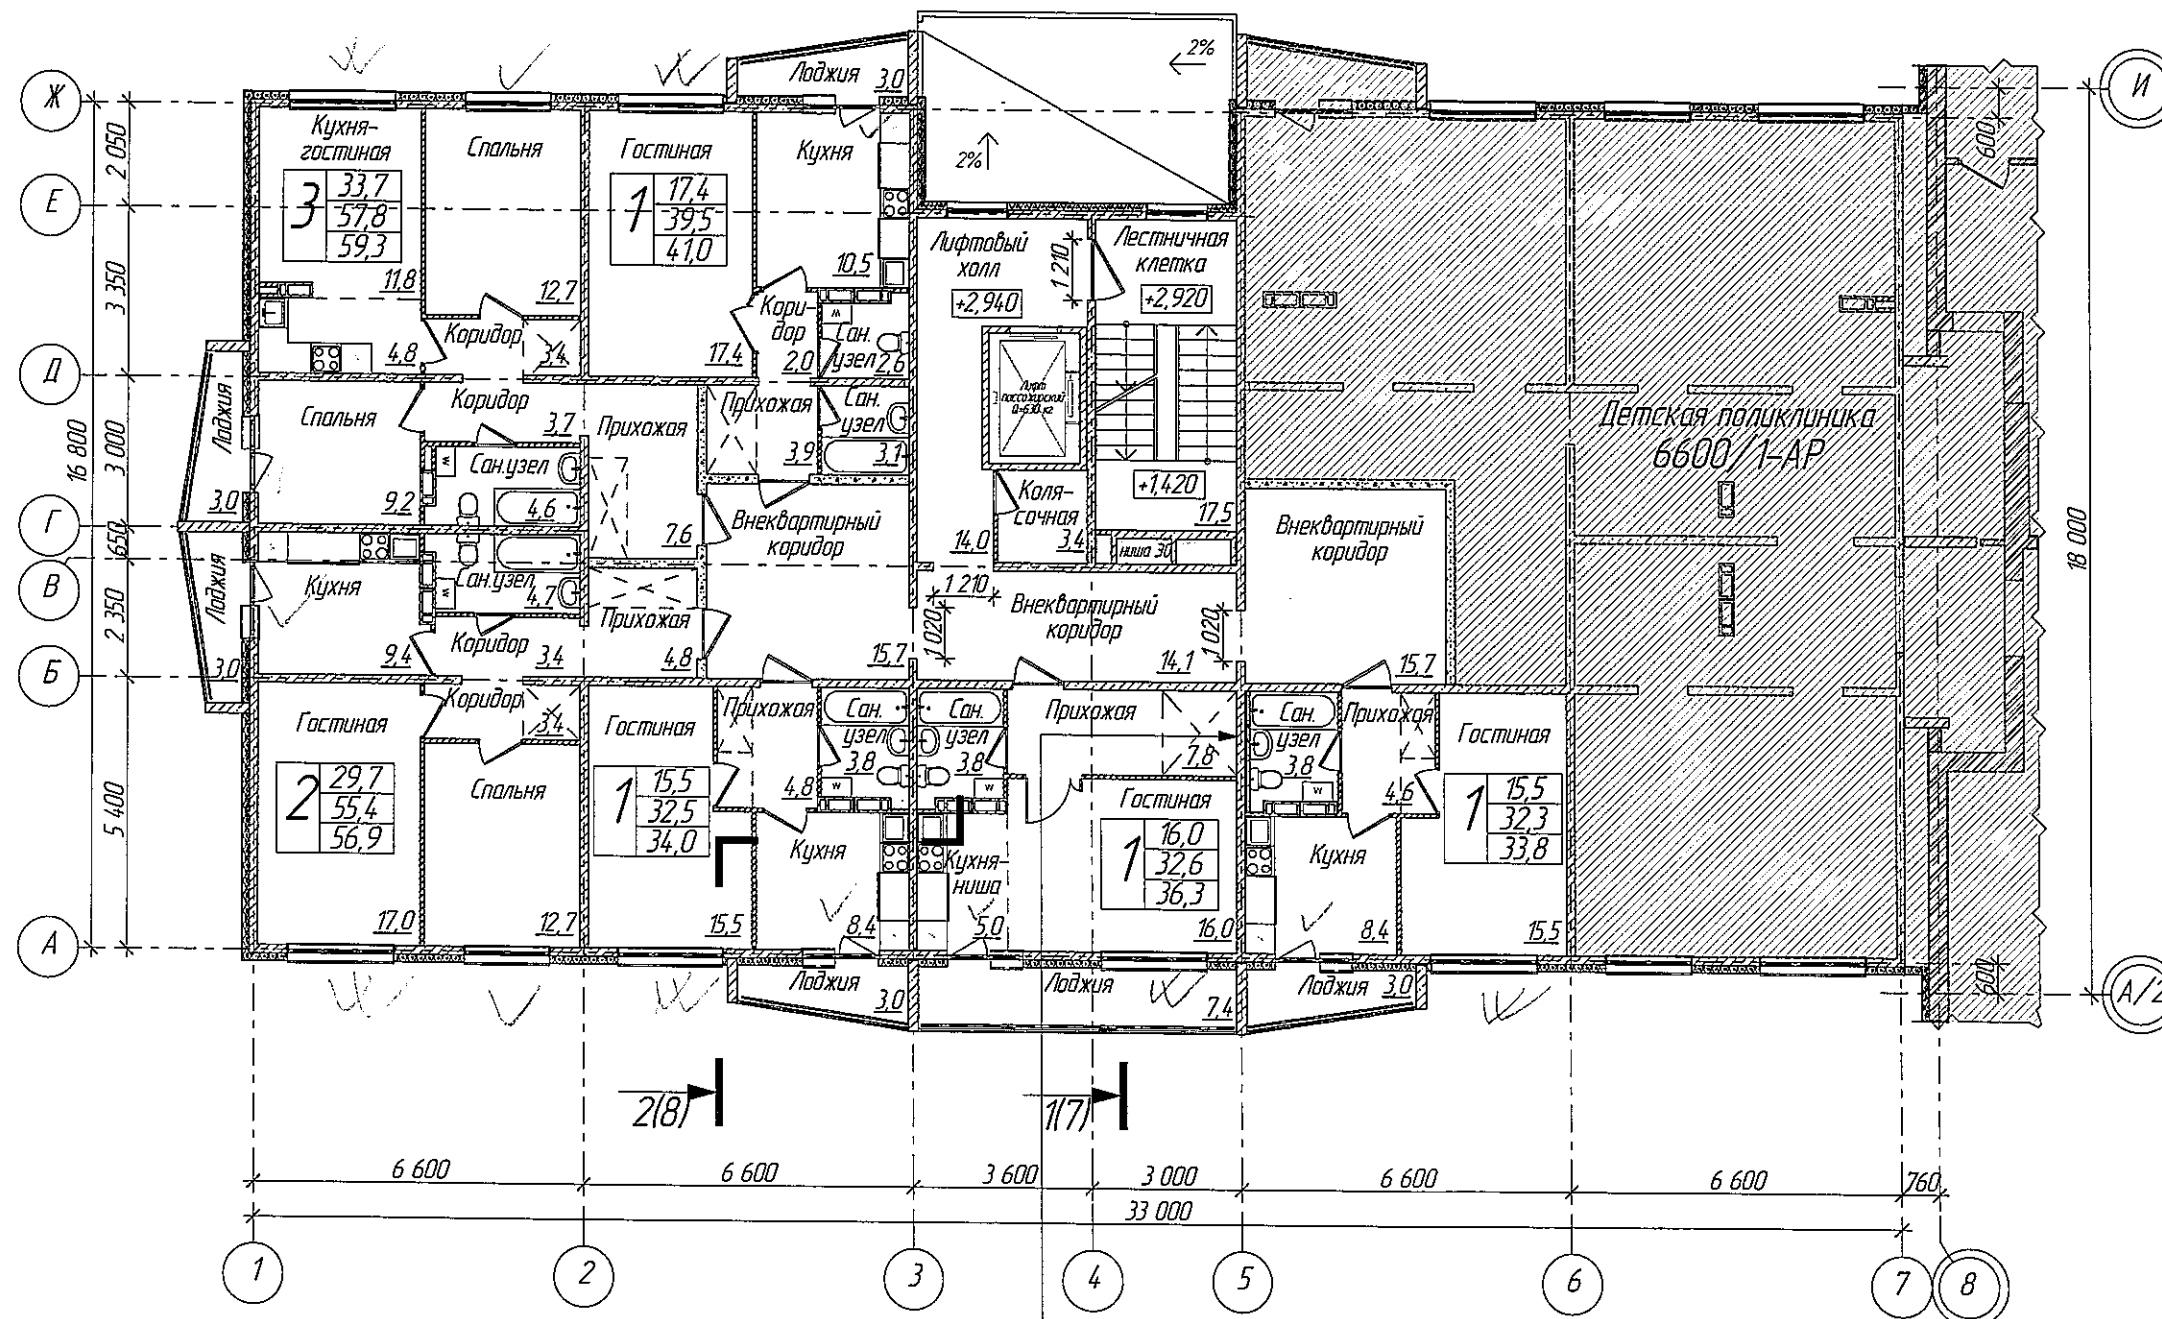 2%
2%
Лоджия
3,0
Ж
Е
Д
Г
В
Б
А
И
А/2
2 050
3 350
3 000
650
2 350
5 400
16 800
600
18 000
600
Кухня-
гостиная
3
33,7
57,8
59,3
11,8
4,8
Спальня
12,7
Гостиная
1
17,4
39,5
41,0
17,4
Кухня
10,5
Коридор
3,4
Кори-
дор
2,0
Сан.
узел
2,6
Лифтовый
холл
+2,940
14,0
1 210
Лестничная
клетка
+2,920
Лифт
пассажирский
Q=630 кг
+1,420
17,5
Лоджия
3,0
Спальня
9,2
Коридор
3,7
Сан.узел
W
4,6
Прихожая
7,6
Прихожая
3,9
Сан.
узел
3,1
Внеквартирный
коридор
15,7
Коля-
сочная
3,4
ниша ЭО
Внеквартирный
коридор
15,7
Детская поликлиника
6600/1-АР
Лоджия
3,0
Кухня
9,4
Сан.узел
W
4,7
Коридор
3,4
Прихожая
4,8
1 210
1 020
Внеквартирный
коридор
14,1
1 020
Гостиная
2
29,7
55,4
56,9
17,0
Коридор
3,4
Спальня
12,7
Гостиная
1
15,5
32,5
34,0
15,5
Прихожая
4,8
Сан.
узел
3,8
W
Кухня
8,4
Сан.
узел
3,8
W
Прихожая
7,8
Кухня-
ниша
5,0
Гостиная
1
16,0
32,6
36,3
16,0
Сан.
узел
3,8
W
Прихожая
4,6
Кухня
8,4
Гостиная
1
15,5
32,3
33,8
15,5
Лоджия
3,0
Лоджия
7,4
Лоджия
3,0
2(8)
1(7)
6 600
6 600
3 600
3 000
6 600
6 600
760
33 000
1
2
3
4
5
6
7
8